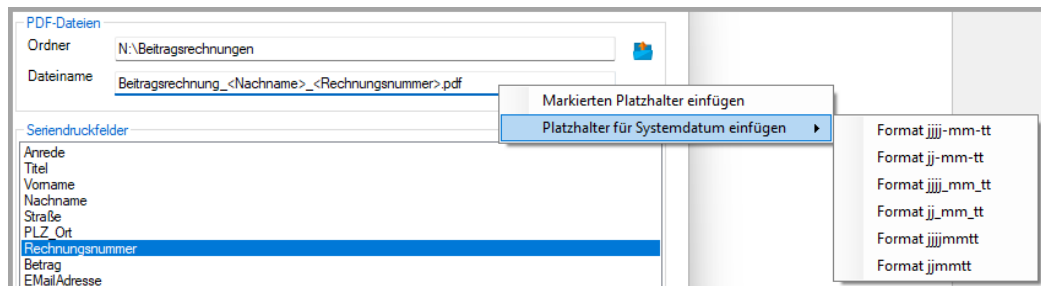 PDF-Dateien
Ordner
N:\Beitragsrechnungen
Dateiname
Beitragsrechnung_<Nachname>_<Rechnungsnummer>.pdf
Markierten Platzhalter einfügen
Platzhalter für Systemdatum einfügen
Format jjjj-mm-tt
Format jj-mm-tt
Format jjjj_mm_tt
Format jj_mm_tt
Format jjjjmmtt
Format jjmmtt
Seriendruckfelder
Anrede
Titel
Vorname
Nachname
Straße
PLZ_Ort
Rechnungsnummer
Betrag
EMailAdresse